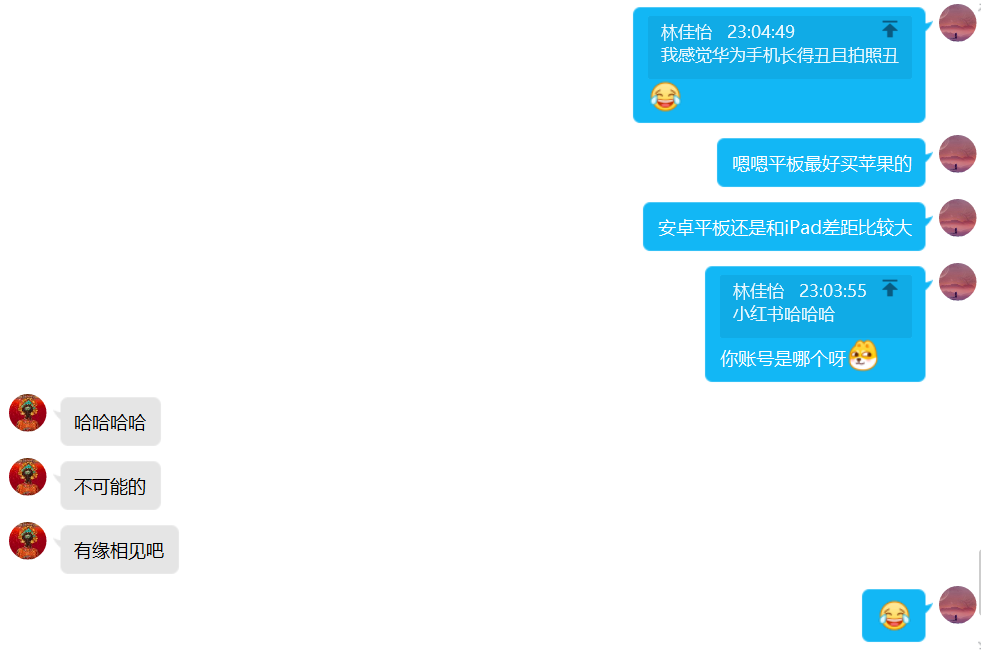 林佳怡 23:04:49
我感觉华为手机长得丑且拍照丑
嗯嗯平板最好买苹果的
安卓平板还是和iPad差距比较大
林佳怡 23:03:55
小红书哈哈哈
你账号是哪个呀
哈哈哈哈
不可能的
有缘相见吧